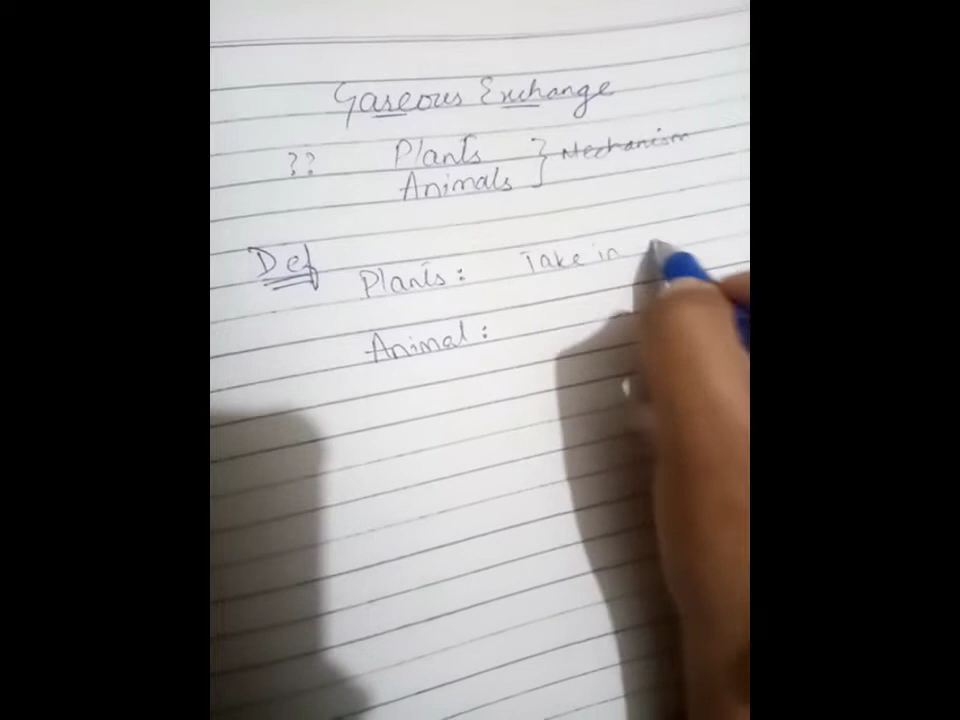 Gaseous Exchange
?? Plants } Mechanism
Animals
Def Plants: Take in
Animal: